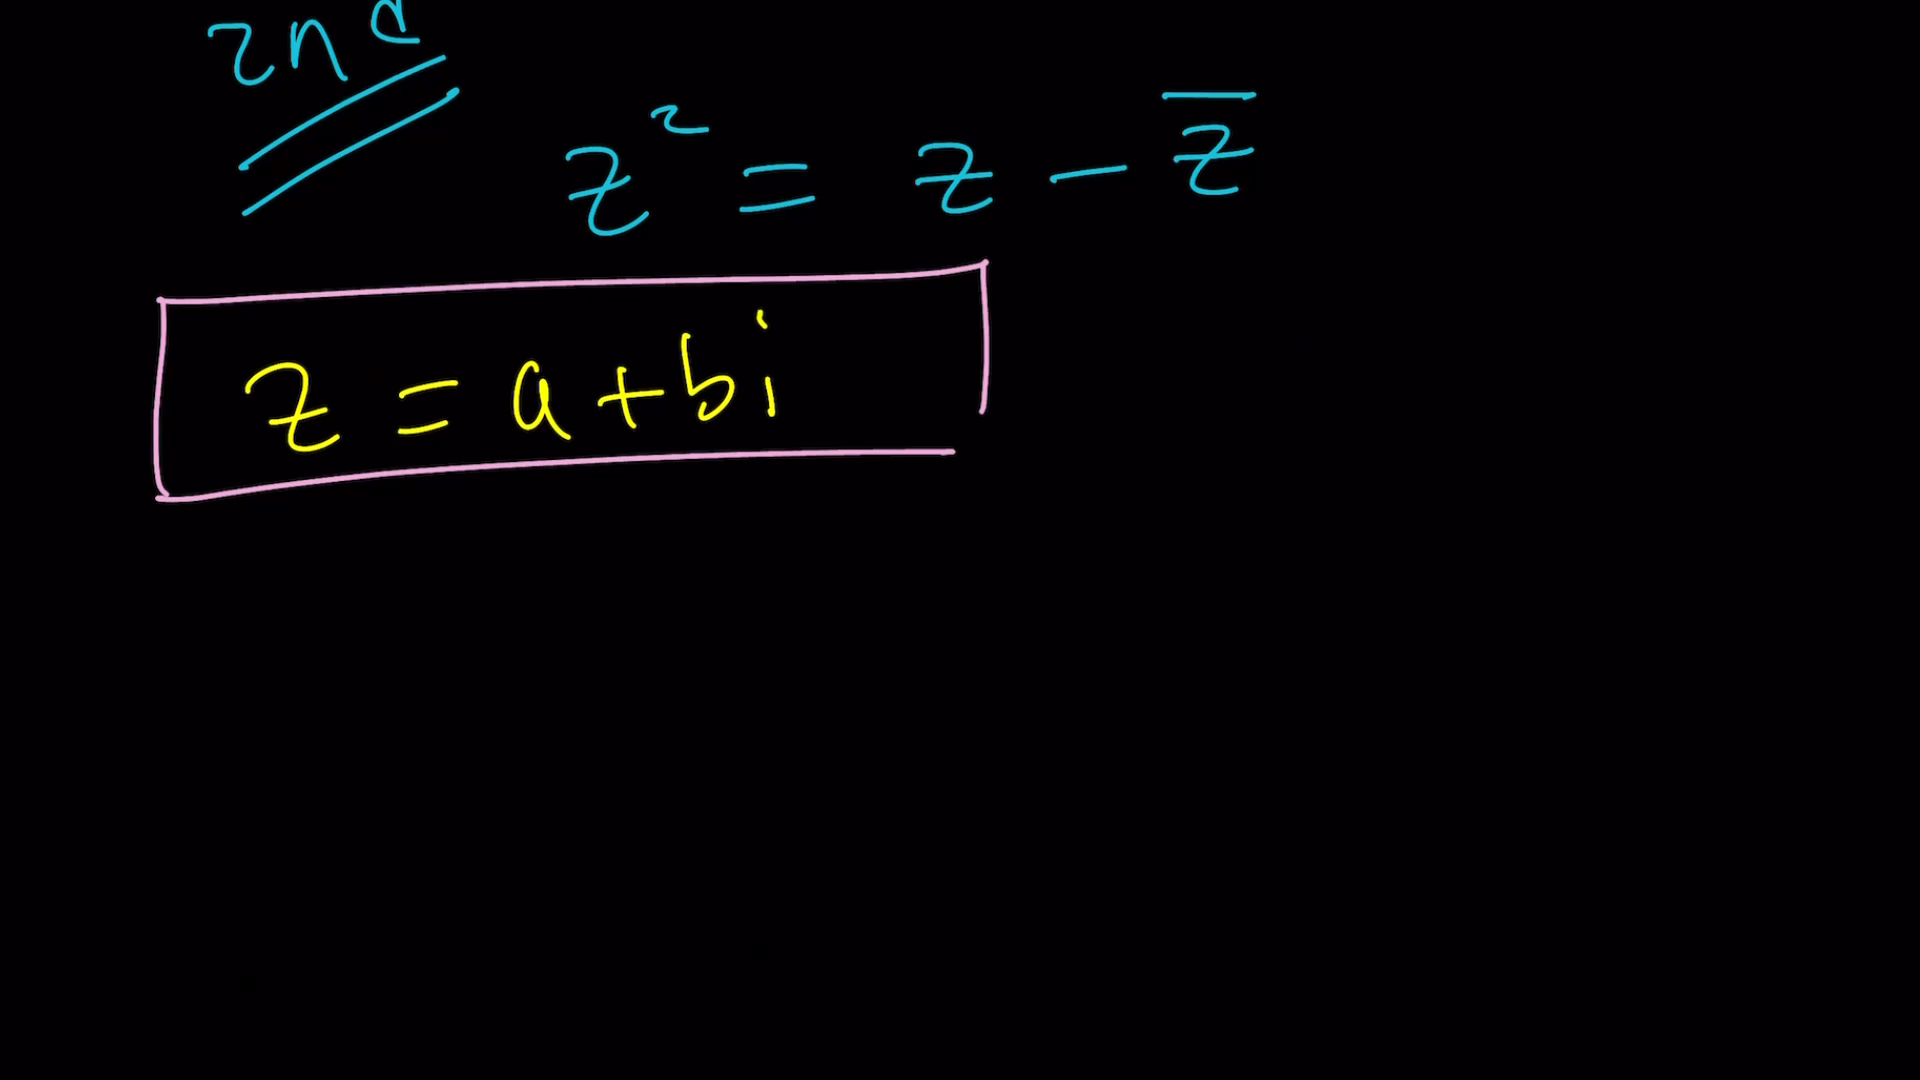 2nd
z² = z - z̅
z = a + bi